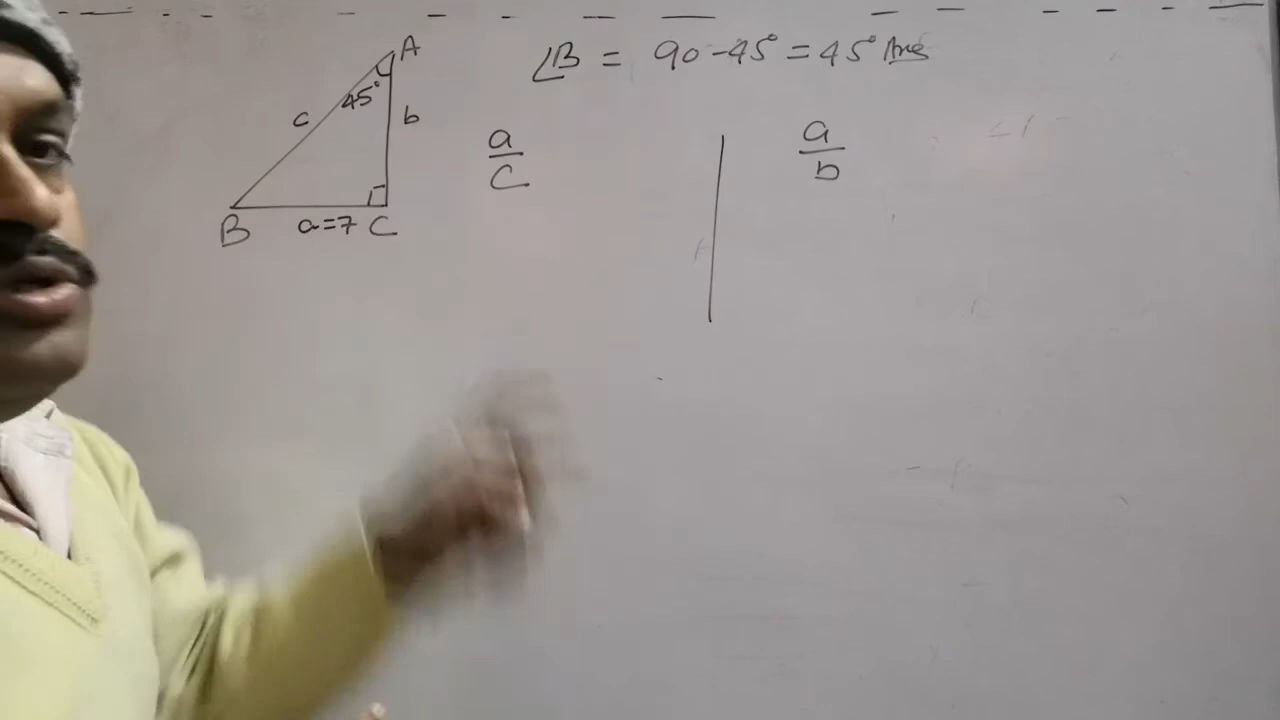 ∠B = 90 - 45° = 45° Ans
A
45°
c
b
B
a=7
C
a/c
a/b